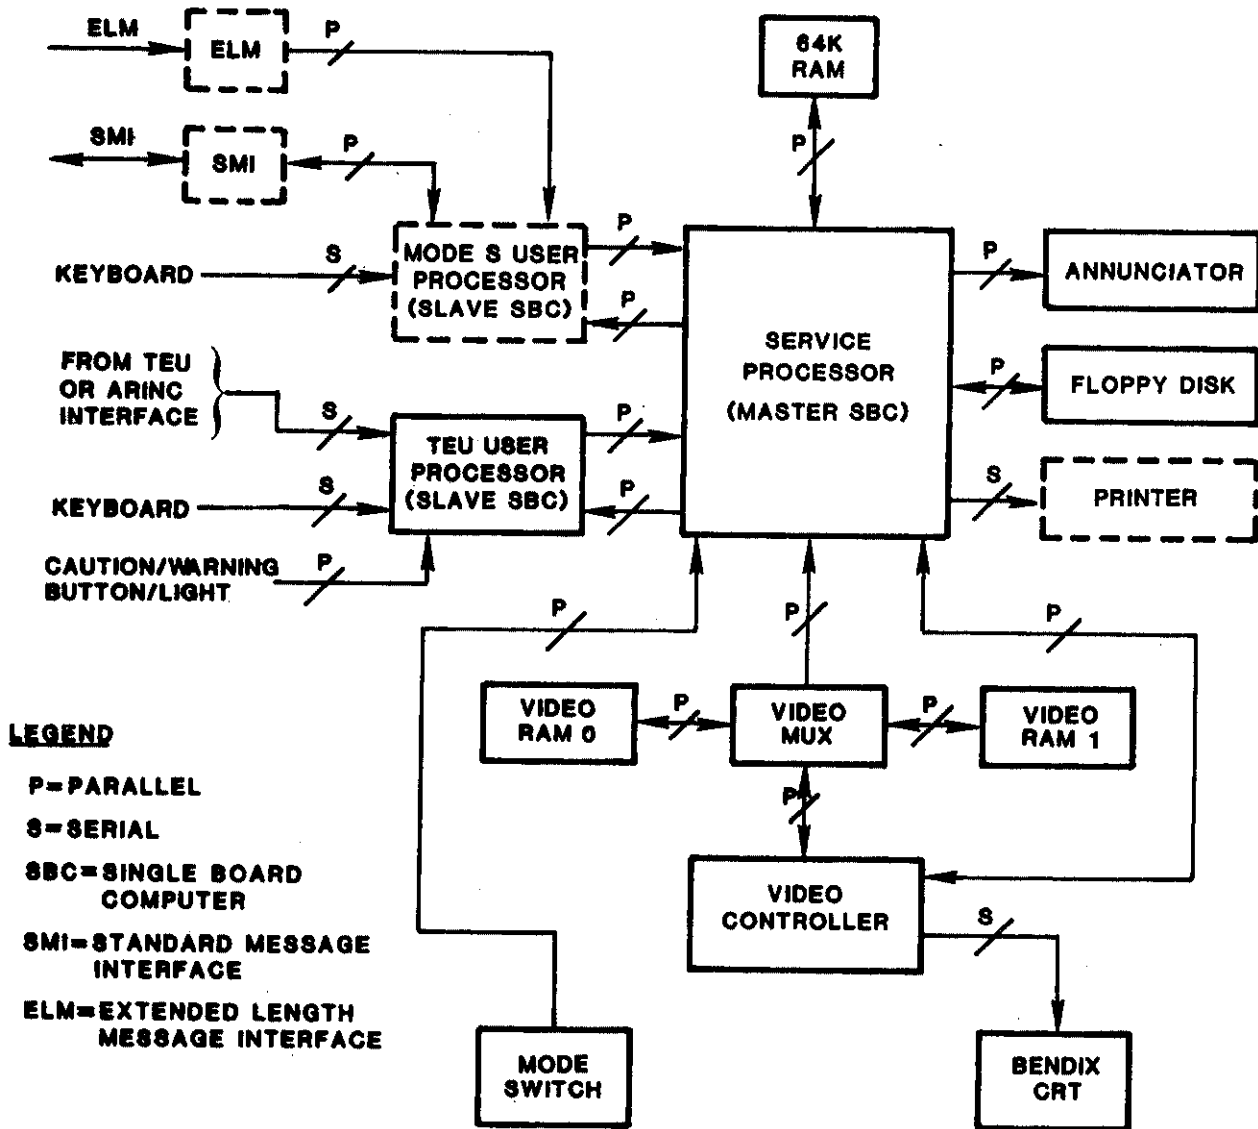 ELM
ELM
P
64K
RAM
SMI
SMI
P
P
KEYBOARD
S
MODE S USER
PROCESSOR
(SLAVE SBC)
P
P
SERVICE
PROCESSOR
(MASTER SBC)
P
ANNUNCIATOR
P
FLOPPY DISK
S
PRINTER
FROM TEU
OR ARINC
INTERFACE
S
TEU USER
PROCESSOR
(SLAVE SBC)
P
P
KEYBOARD
S
CAUTION/WARNING
BUTTON/LIGHT
P
P
P
P
VIDEO
RAM 0
P
VIDEO
MUX
P
VIDEO
RAM 1
P
VIDEO
CONTROLLER
S
MODE
SWITCH
BENDIX
CRT
LEGEND
P=PARALLEL
S=SERIAL
SBC=SINGLE BOARD
COMPUTER
SMI=STANDARD MESSAGE
INTERFACE
ELM=EXTENDED LENGTH
MESSAGE INTERFACE